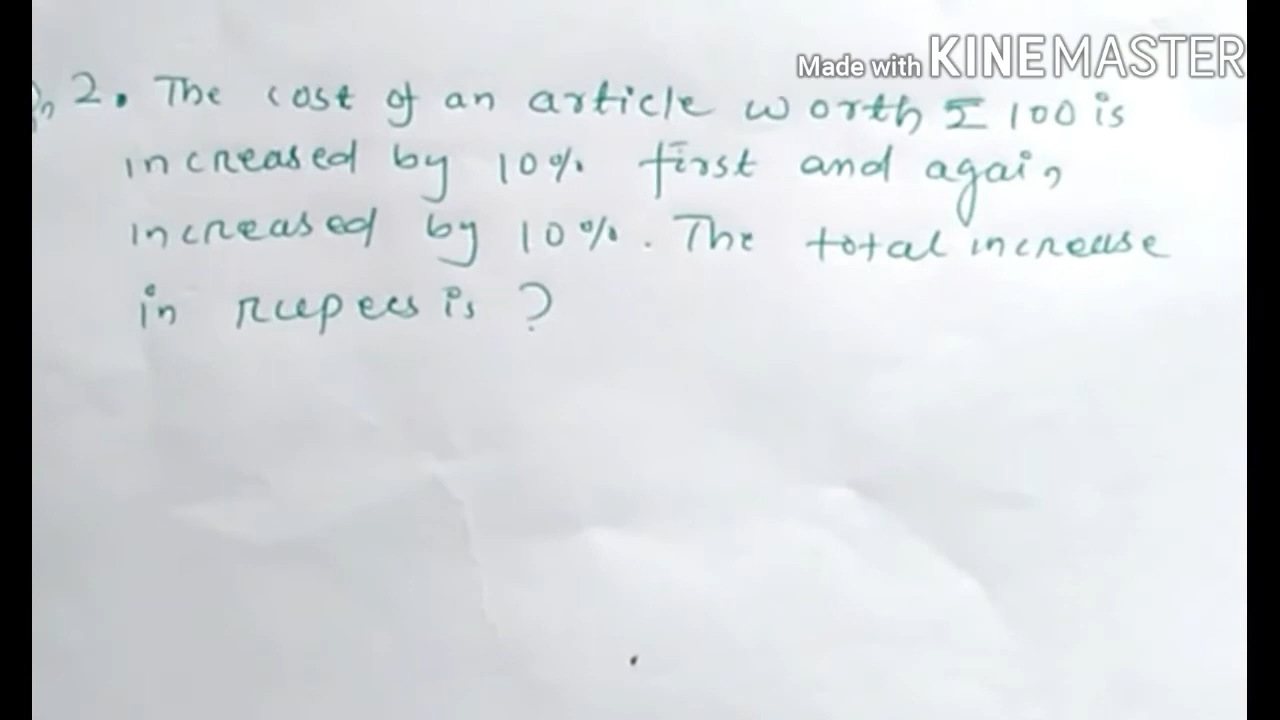 Made with KINEMASTER
Qn 2. The cost of an article worth ₹ 100 is
increased by 10% first and again
increased by 10%. The total increase
in rupees is ?